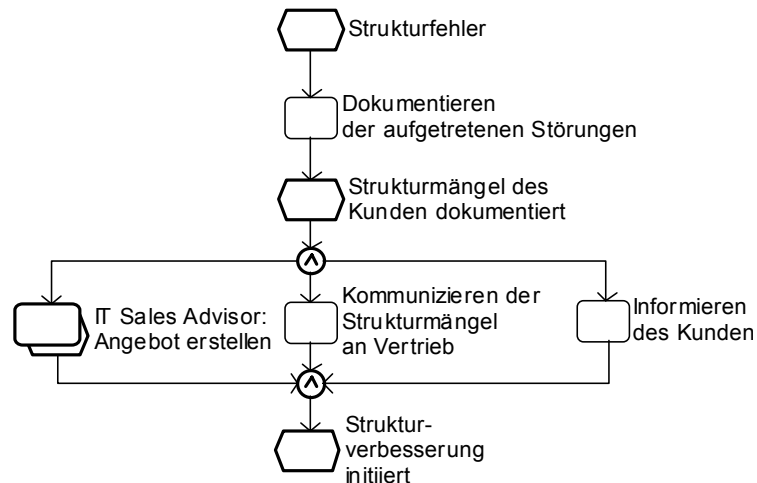 Strukturfehler
Dokumentieren
der aufgetretenen Störungen
Strukturmängel des
Kunden dokumentiert
IT Sales Advisor:
Angebot erstellen
Kommunizieren der
Strukturmängel
an Vertrieb
Informieren
des Kunden
Struktur-
verbesserung
initiiert